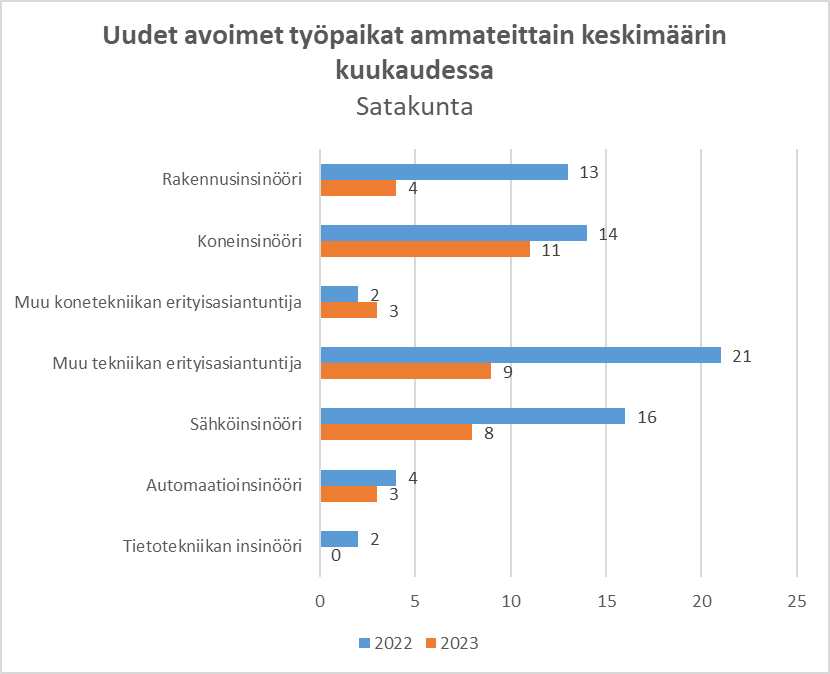 Uudet avoimet työpaikat ammateittain keskimäärin
kuukaudessa
Satakunta
Rakennusinsinööri
13
4
Koneinsinööri
14
11
Muu konetekniikan erityisasiantuntija
2
3
Muu tekniikan erityisasiantuntija
21
9
Sähköinsinööri
16
8
Automaatioinsinööri
4
3
Tietotekniikan insinööri
2
0
0 5 10 15 20 25
2022 2023